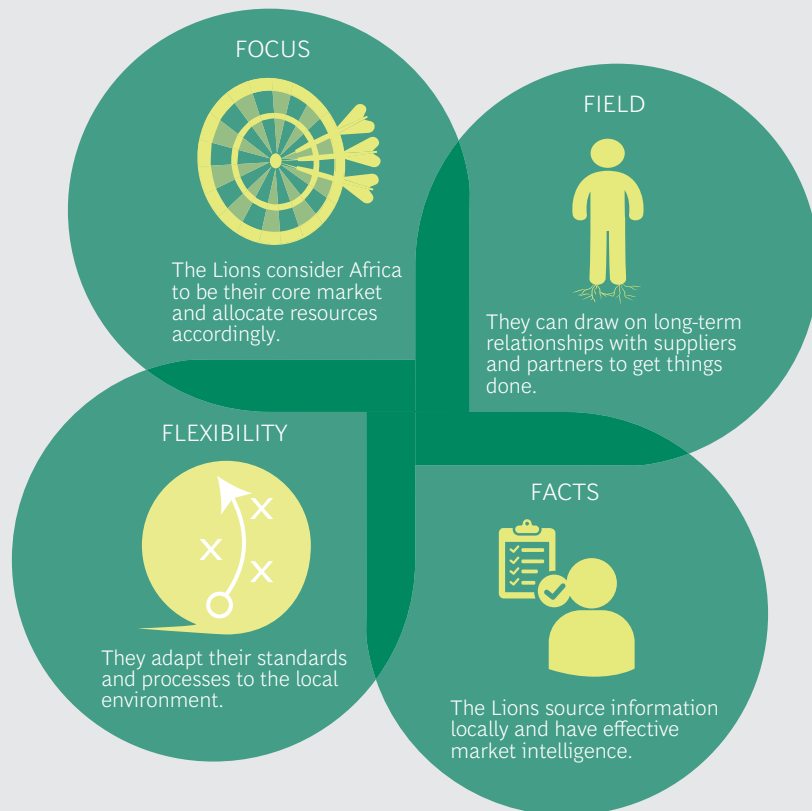 FOCUS
The Lions consider Africa
to be their core market
and allocate resources
accordingly.
FIELD
They can draw on long-term
relationships with suppliers
and partners to get things
done.
FLEXIBILITY
X
X
X
They adapt their standards
and processes to the local
environment.
FACTS
The Lions source information
locally and have effective
market intelligence.